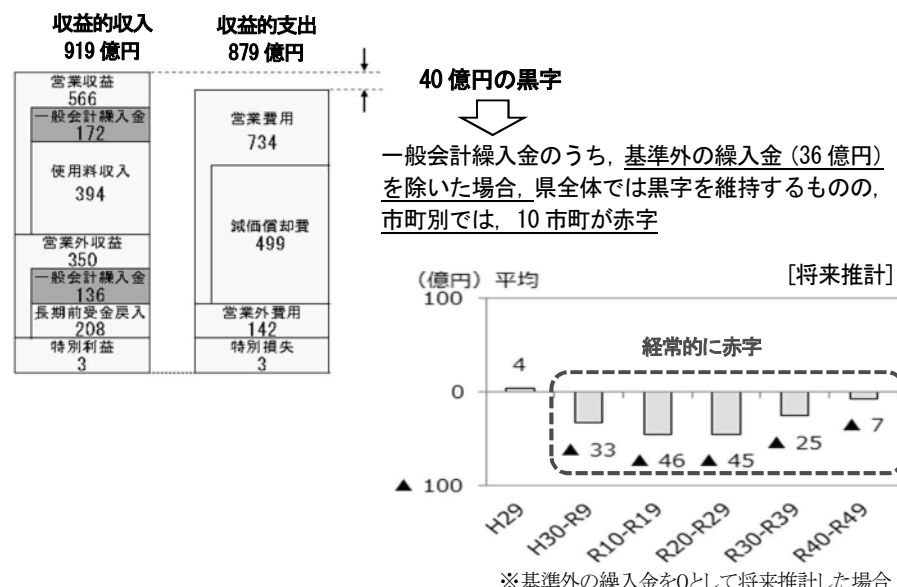 収益的収入
919 億円
収益的支出
879 億円
営業収益
566
一般会計繰入金
172
使用料収入
394
営業外収益
350
一般会計繰入金
136
長期前受金戻入
208
特別利益
3
営業費用
734
減価償却費
499
営業外費用
142
特別損失
3
40 億円の黒字
一般会計繰入金のうち，基準外の繰入金（36 億円）
を除いた場合，県全体では黒字を維持するものの，
市町別では，10 市町が赤字
（億円）平均
[将来推計]
100
経常的に赤字
4
0
▲ 33
▲ 46
▲ 45
▲ 25
▲ 7
▲ 100
H29
H30-R9
R10-R19
R20-R29
R30-R39
R40-R49
※基準外の繰入金を0として将来推計した場合